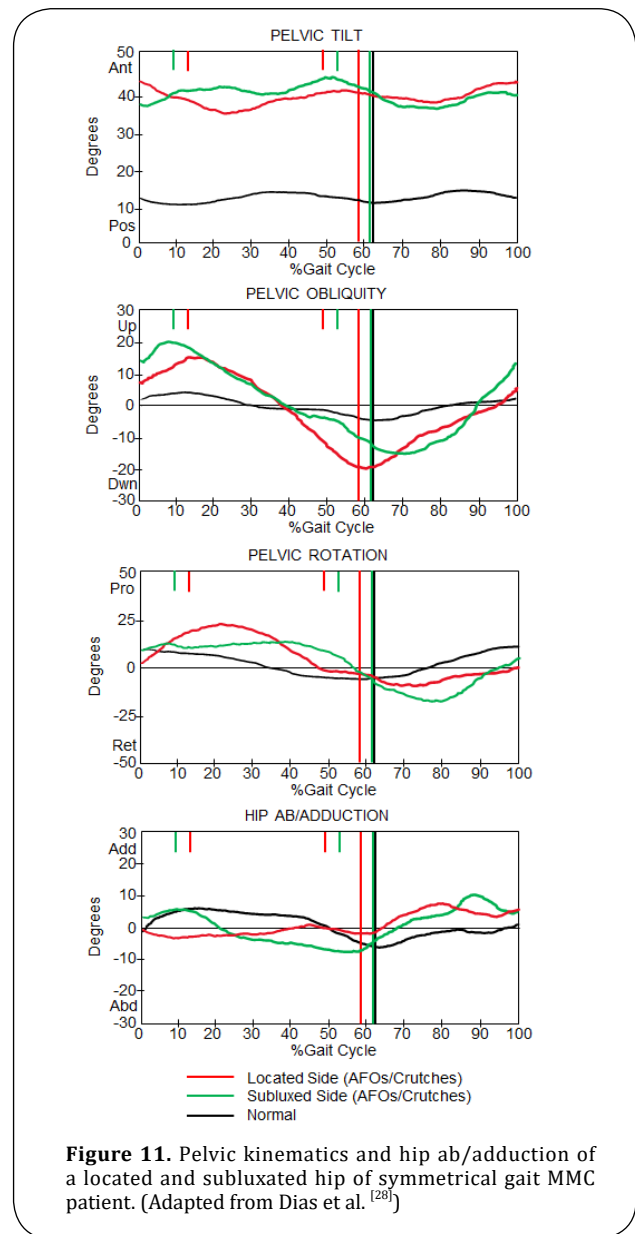 PELVIC TILT
50
Ant
40
30
Degrees
20
10
Pos
0
0 10 20 30 40 50 60 70 80 90 100
%Gait Cycle
PELVIC OBLIQUITY
30
Up
20
10
Degrees
0
-10
-20
Dwn
-30
0 10 20 30 40 50 60 70 80 90 100
%Gait Cycle
PELVIC ROTATION
50
Pro
25
Degrees
0
-25
Ret
-50
0 10 20 30 40 50 60 70 80 90 100
%Gait Cycle
HIP AB/ADDUCTION
30
Add
20
10
Degrees
0
-10
-20
Abd
-30
0 10 20 30 40 50 60 70 80 90 100
%Gait Cycle
Located Side (AFOs/Crutches)
Subluxed Side (AFOs/Crutches)
Normal
Figure 11. Pelvic kinematics and hip ab/adduction of
a located and subluxated hip of symmetrical gait MMC
patient. (Adapted from Dias et al. [28])